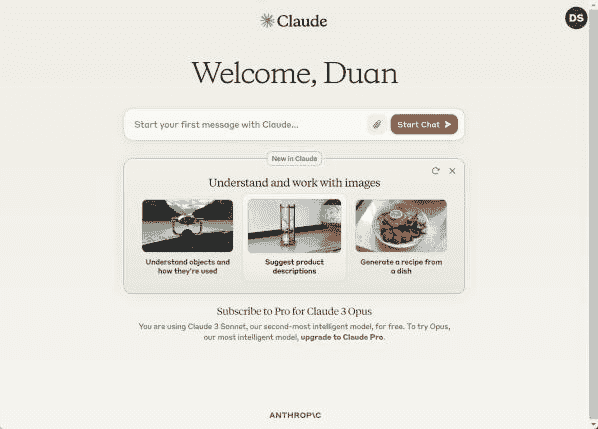 Claude
DS
Welcome, Duan
Start your first message with Claude...
Start Chat
New in Claude
Understand and work with images
Understand objects and
how they're used
Suggest product
descriptions
Generate a recipe from
a dish
Subscribe to Pro for Claude 3 Opus
You are using Claude 3 Sonnet, our second-most intelligent model, for free. To try Opus,
our most intelligent model, upgrade to Claude Pro.
ANTHROP\C